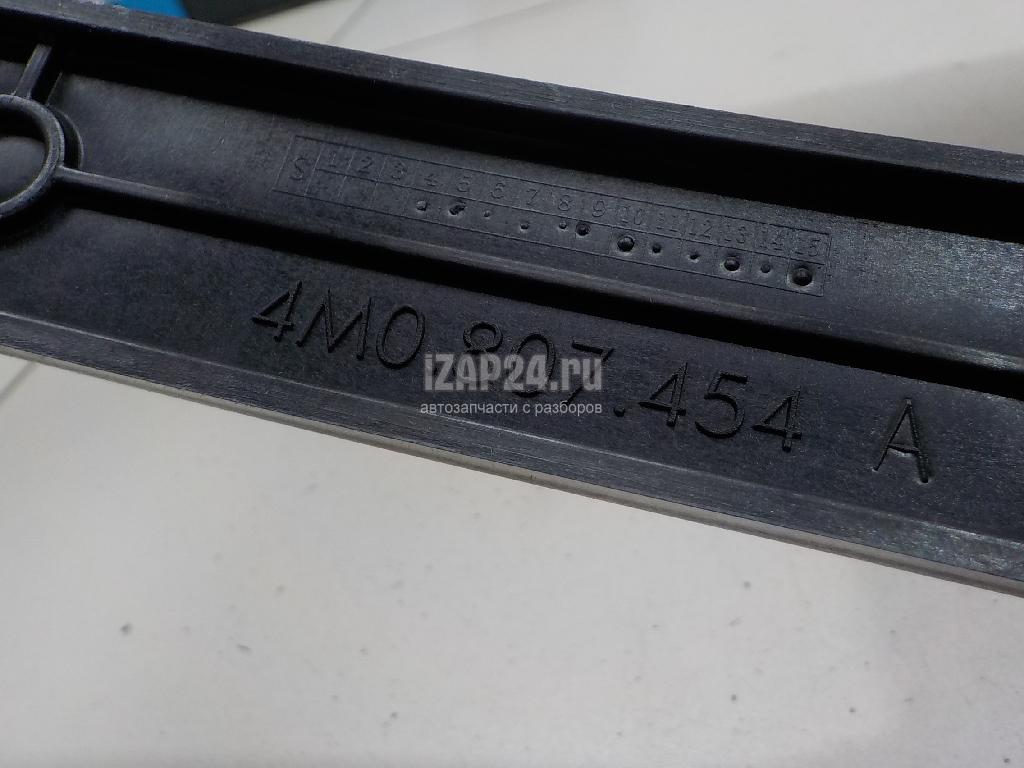 S 1 2 3 4 5 6 7 8 9 10 11 12 13 14 15
4M0.807.454 A
iZAP24.ru
автозапчасти с разборов